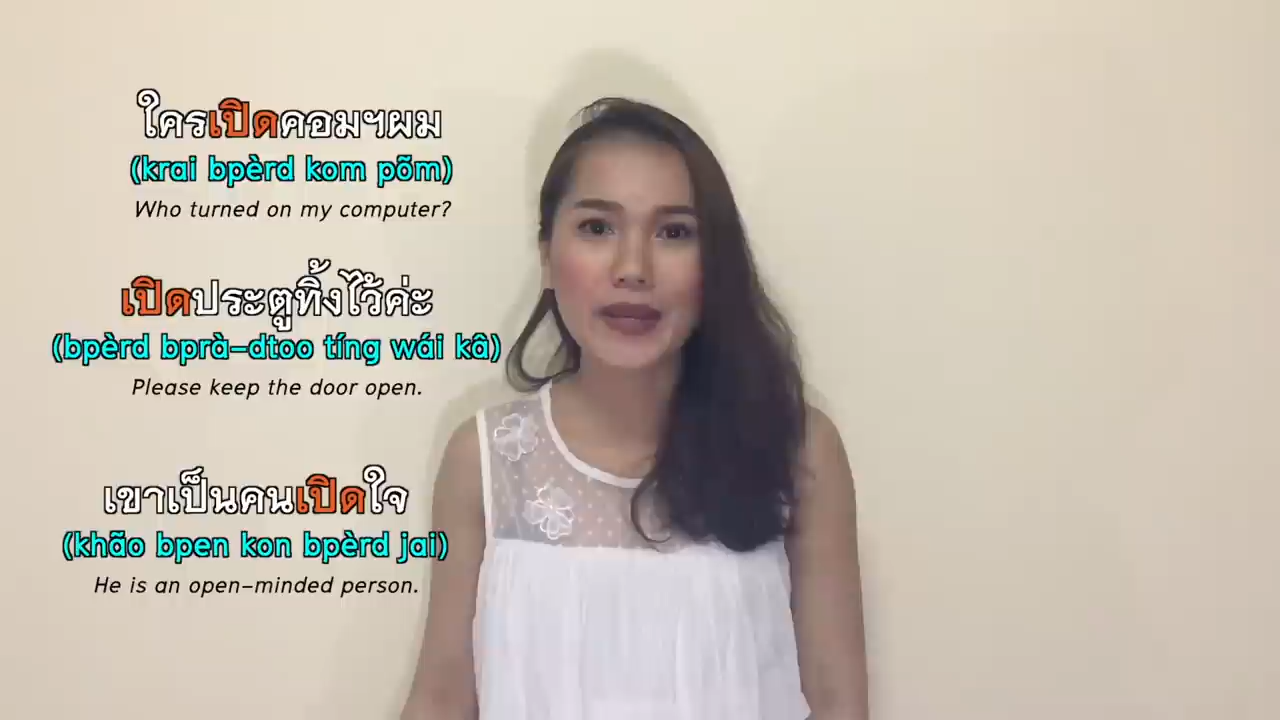 ใครเปิดคอมฯผม
(krai bpèrd kom põm)
Who turned on my computer?
เปิดประตูทิ้งไว้ค่ะ
(bpèrd bprà-dtoo tíng wái kâ)
Please keep the door open.
เขาเป็นคนเปิดใจ
(khão bpen kon bpèrd jai)
He is an open-minded person.